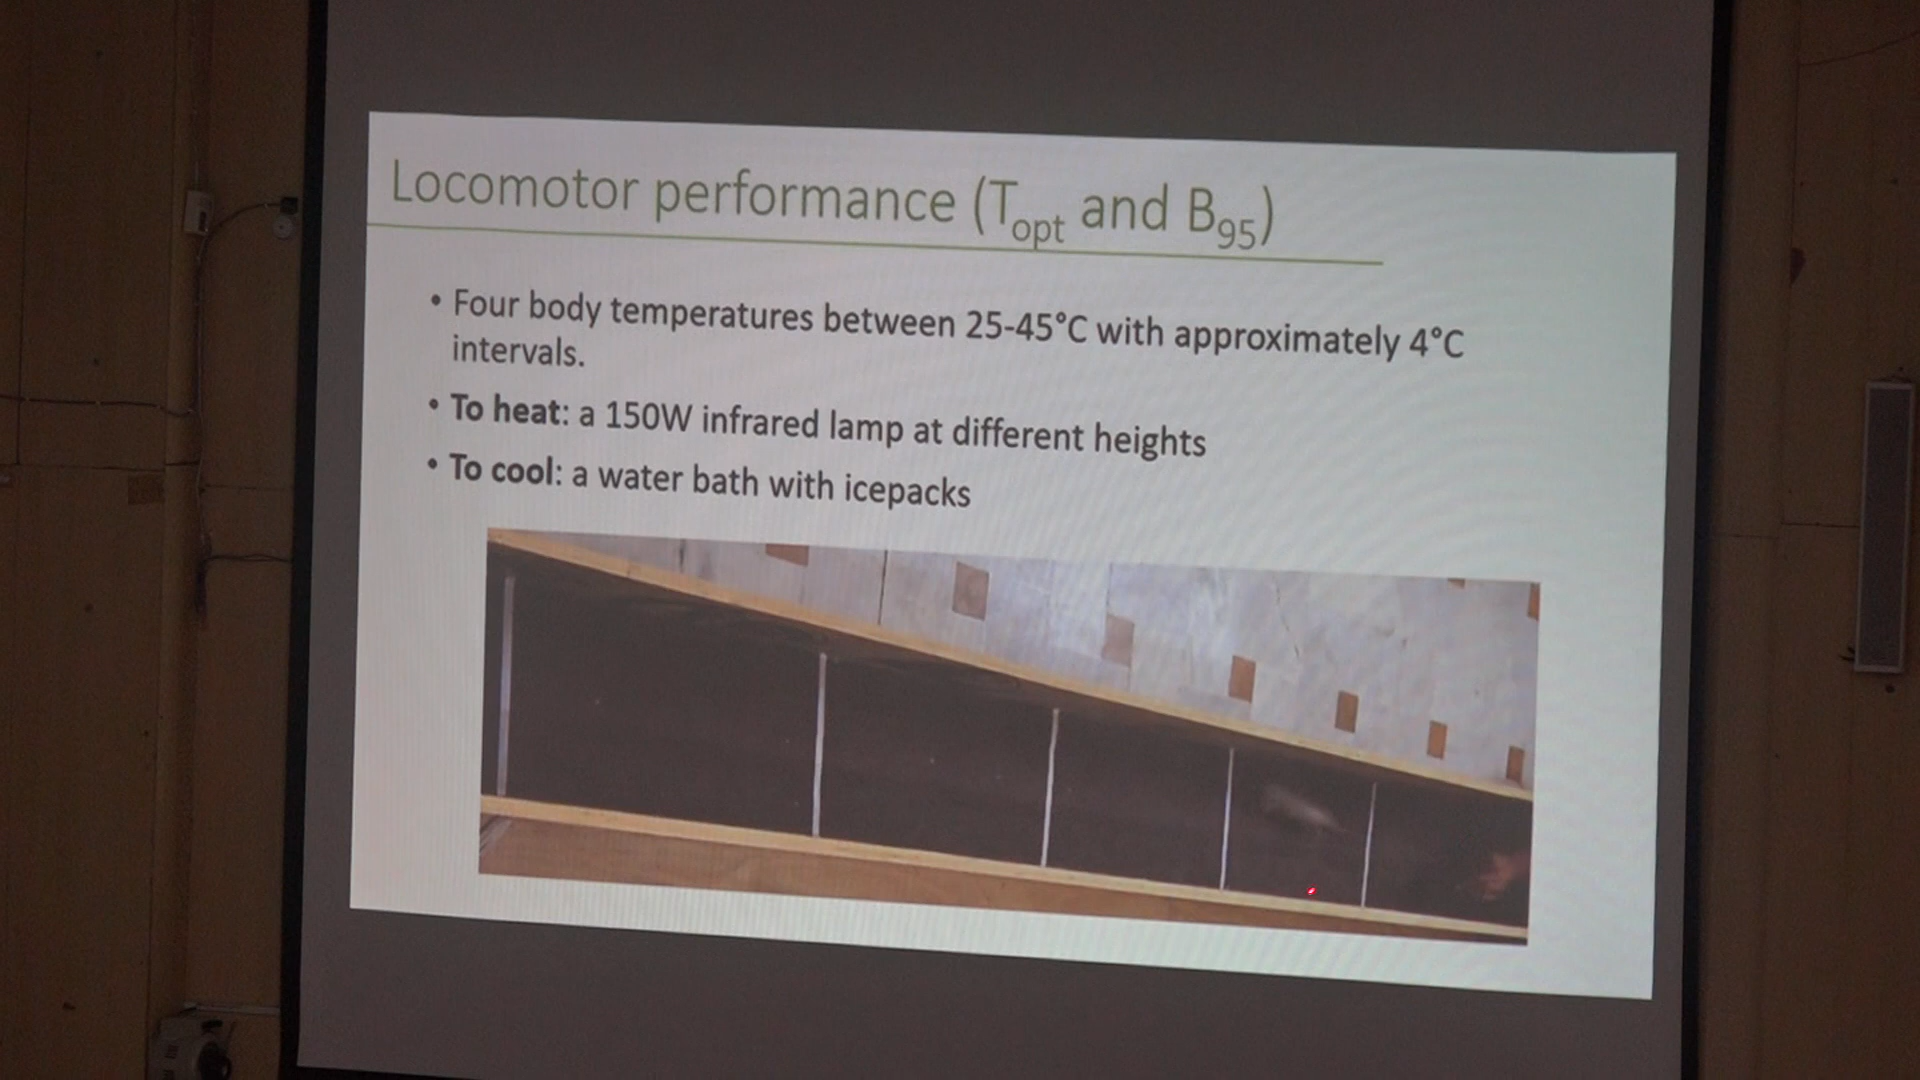 Locomotor performance (Topt and B95)
• Four body temperatures between 25-45°C with approximately 4°C
intervals.
• To heat: a 150W infrared lamp at different heights
• To cool: a water bath with icepacks